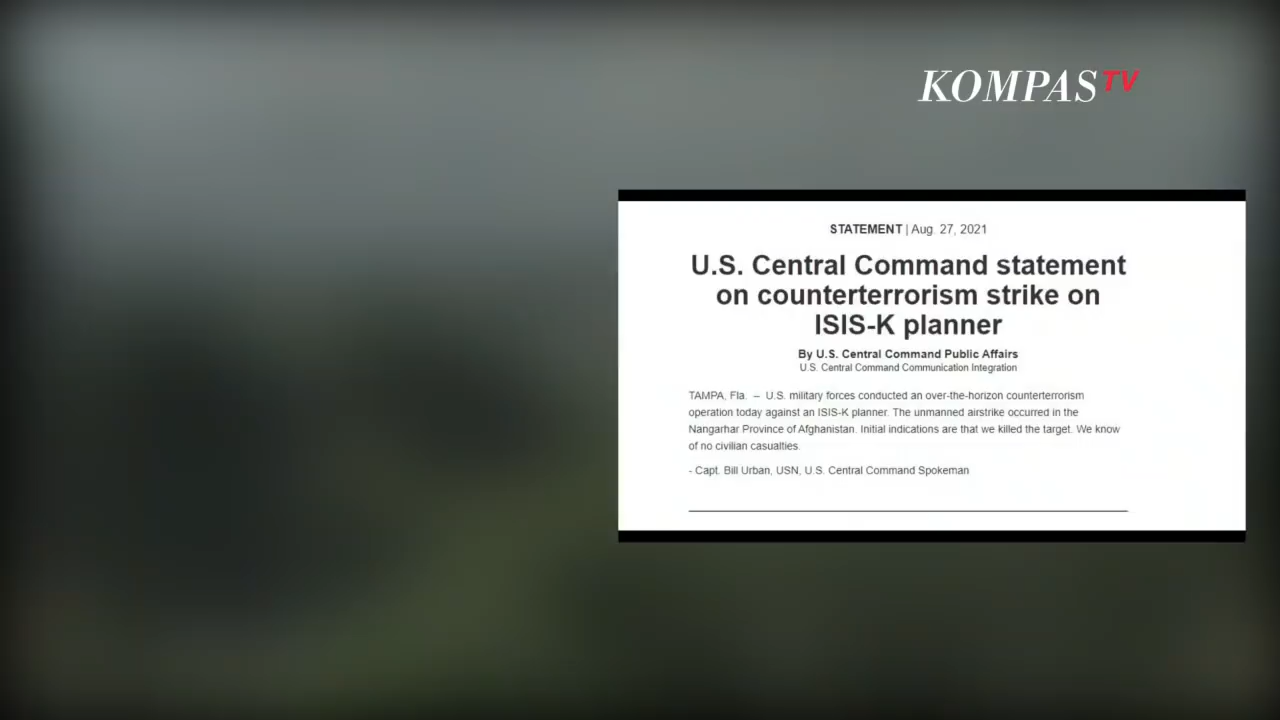 KOMPAS TV
STATEMENT | Aug. 27, 2021
U.S. Central Command statement
on counterterrorism strike on
ISIS-K planner
By U.S. Central Command Public Affairs
U.S. Central Command Communication Integration
TAMPA, Fla. – U.S. military forces conducted an over-the-horizon counterterrorism
operation today against an ISIS-K planner. The unmanned airstrike occurred in the
Nangarhar Province of Afghanistan. Initial indications are that we killed the target. We know
of no civilian casualties.
- Capt. Bill Urban, USN, U.S. Central Command Spokeman